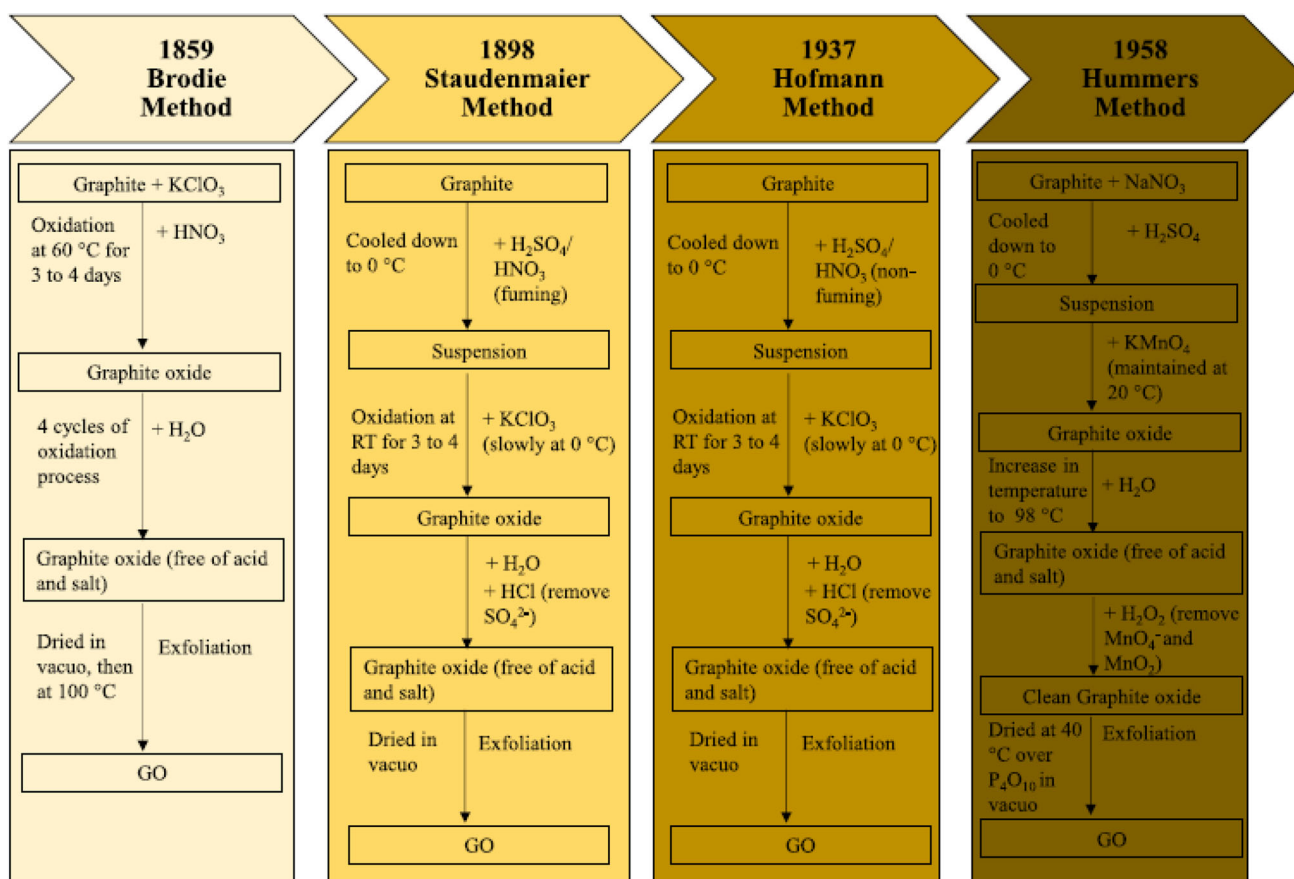 1859
Brodie
Method
Graphite + KClO₃
Oxidation
at 60 °C for
3 to 4 days
+ HNO₃
Graphite oxide
4 cycles of
oxidation
process
+ H₂O
Graphite oxide (free of acid
and salt)
Dried in
vacuo, then
at 100 °C
Exfoliation
GO
1898
Staudenmaier
Method
Graphite
Cooled down
to 0 °C
+ H₂SO₄/
HNO₃
(fuming)
Suspension
Oxidation at
RT for 3 to 4
days
+ KClO₃
(slowly at 0 °C)
Graphite oxide
+ H₂O
+ HCl (remove
SO₄²⁻)
Graphite oxide (free of acid
and salt)
Dried in
vacuo
Exfoliation
GO
1937
Hofmann
Method
Graphite
Cooled down
to 0 °C
+ H₂SO₄/
HNO₃ (non-
fuming)
Suspension
Oxidation at
RT for 3 to 4
days
+ KClO₃
(slowly at 0 °C)
Graphite oxide
+ H₂O
+ HCl (remove
SO₄²⁻)
Graphite oxide (free of acid
and salt)
Dried in
vacuo
Exfoliation
GO
1958
Hummers
Method
Graphite + NaNO₃
Cooled
down to
0 °C
+ H₂SO₄
Suspension
+ KMnO₄
(maintained at
20 °C)
Graphite oxide
Increase in
temperature
to 98 °C
+ H₂O
Graphite oxide (free of acid
and salt)
+ H₂O₂ (remove
MnO₄⁻ and
MnO₂)
Clean Graphite oxide
Dried at 40
°C over
P₄O₁₀ in
vacuo
Exfoliation
GO